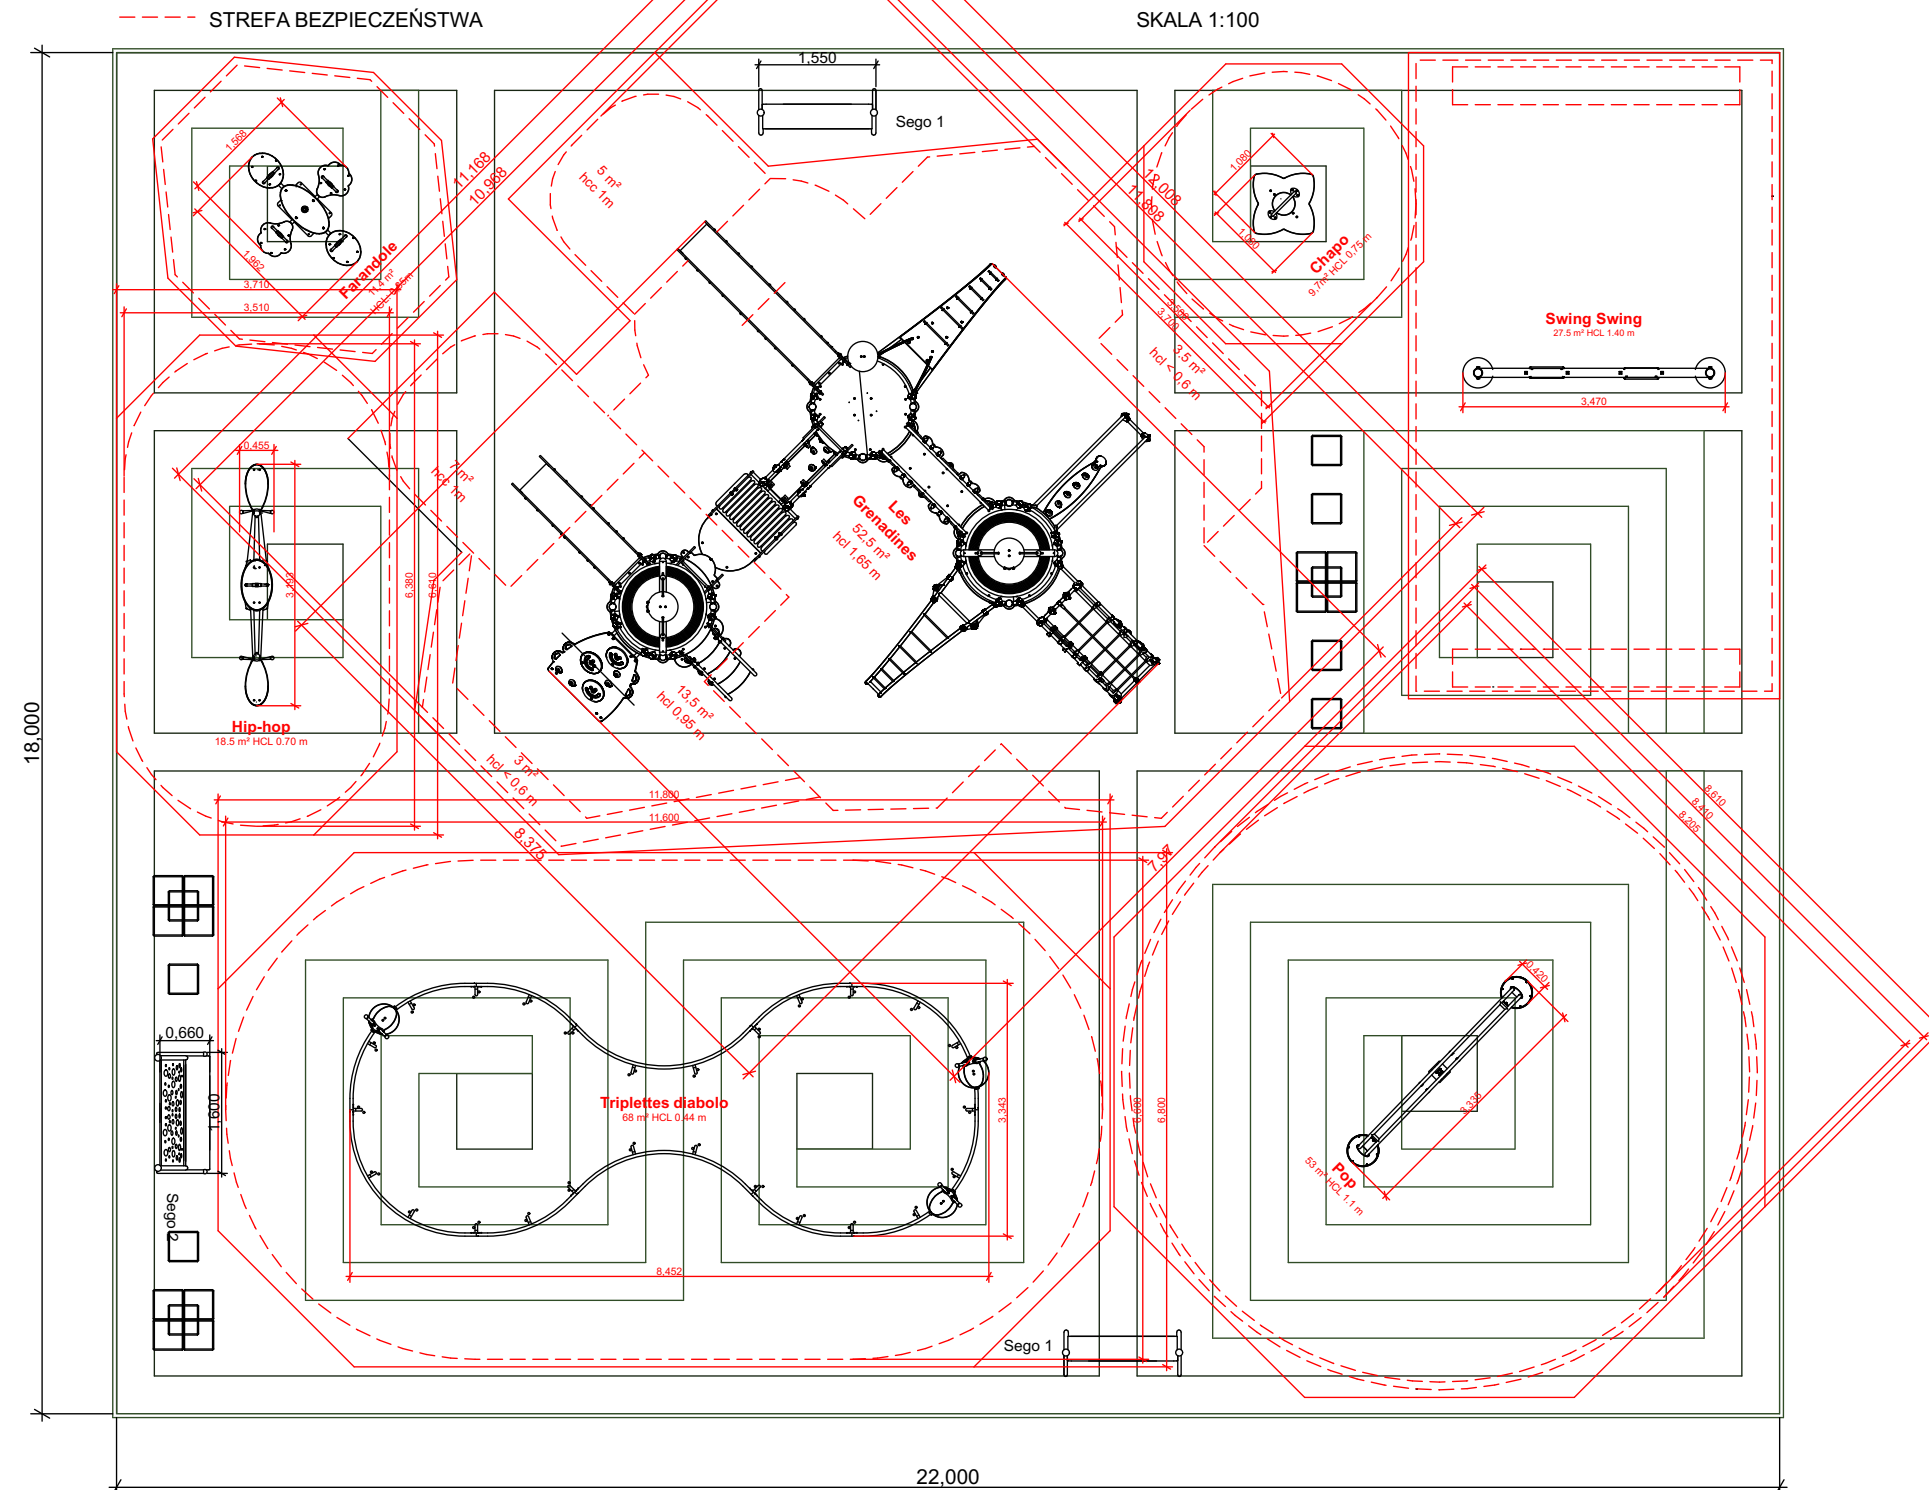 STREFA BEZPIECZEŃSTWA
SKALA 1:100
1,550
Sego 1
5 m²
hcc 1m
11,168
10,968
12,008
11,808
1,568
1,962
Farandole
11,4 m²
3,710
3,510
1,080
1,080
Chapo
9.7m² HCL 0,75 m
3,700
3,5 m²
hcl < 0,6 m
Swing Swing
27.5 m² HCL 1.40 m
3,470
0,455
7 m²
hcc 1m
6,380
6,610
Hip-hop
18.5 m² HCL 0.70 m
Les
Grenadines
52,5 m²
hcl 1,65 m
13,5 m²
hcl 0,95 m
3 m²
hcl < 0,6 m
18,000
11,800
11,600
8,375
7,97
8,610
8,410
8,205
0,660
1,600
Sego 2
Triplettes diabolo
68 m² HCL 0.44 m
3,343
6,600
6,800
8,452
0,420
3,335
Pop
53 m² HCL 1.1 m
Sego 1
22,000